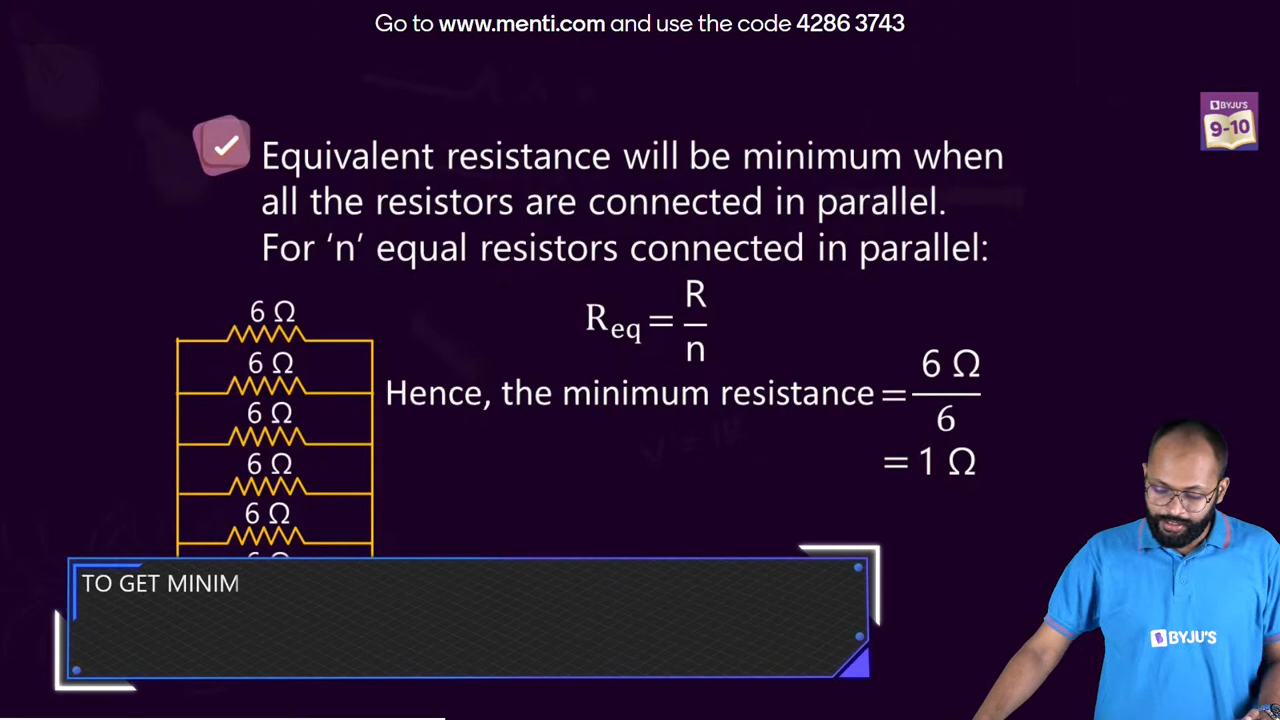 Go to www.menti.com and use the code 4286 3743
BYJU'S
9-10
Equivalent resistance will be minimum when
all the resistors are connected in parallel.
For ‘n’ equal resistors connected in parallel:
R
R_eq = —
n
6 Ω
6 Ω
6 Ω
6 Ω
6 Ω
Hence, the minimum resistance = 6 Ω
6
= 1 Ω
TO GET MINIM
BYJU'S